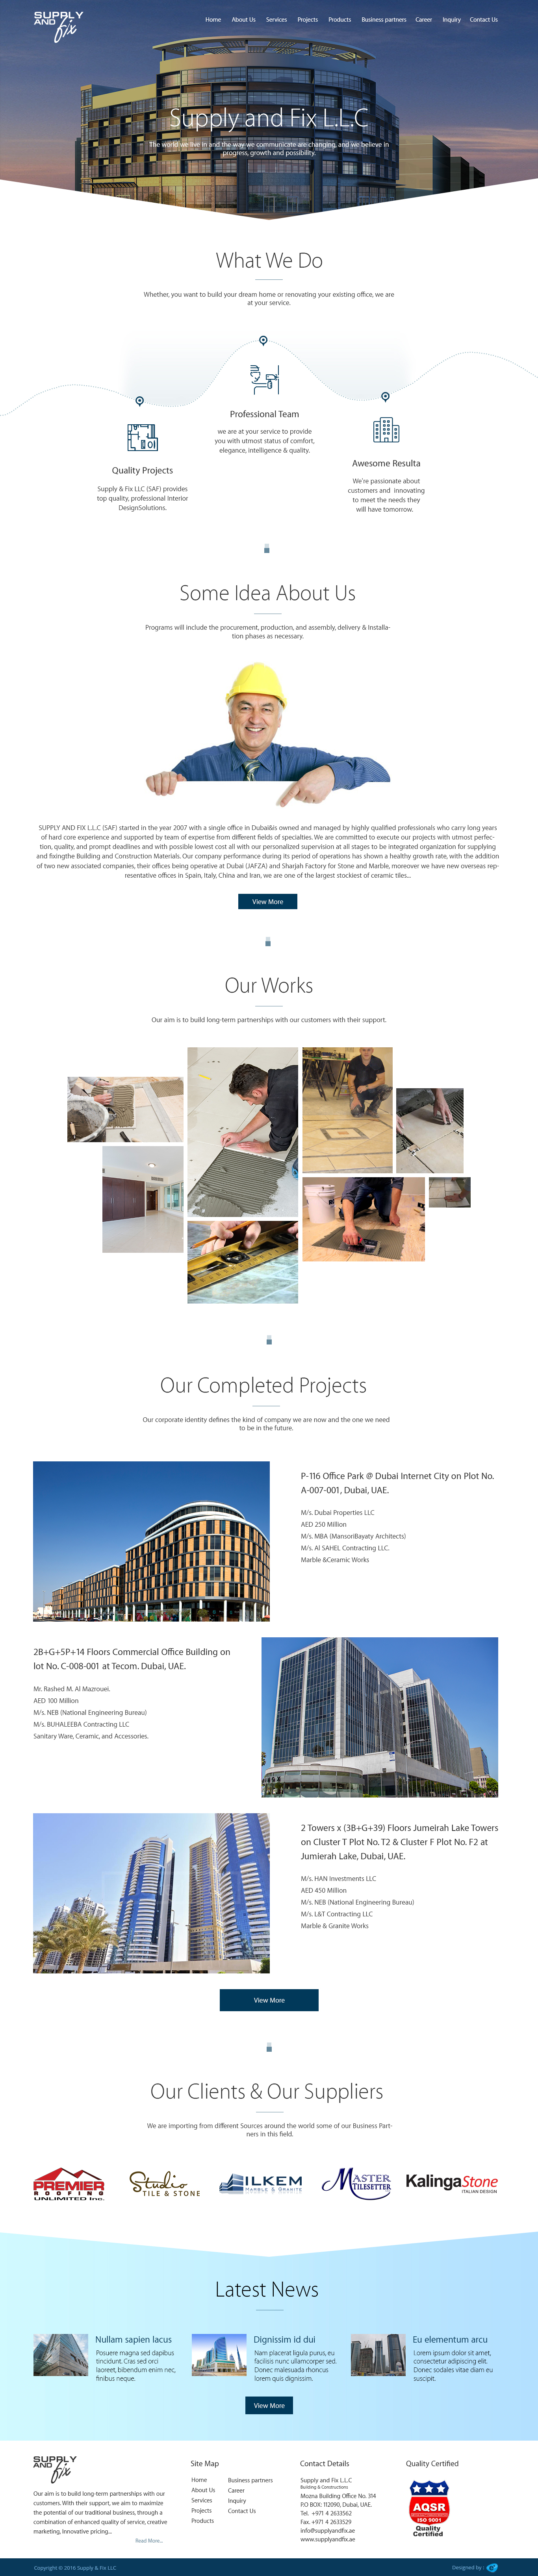 SUPPLY
AND fix
Home About Us Services Projects Products Business partners Career Inquiry Contact Us
Supply and Fix L.L.C
The world we live in and the way we communicate are changing, and we believe in
progress, growth and possibility.
What We Do
Whether, you want to build your dream home or renovating your existing office, we are
at your service.
Professional Team
we are at your service to provide
you with utmost status of comfort,
elegance, intelligence & quality.
Quality Projects
Supply & Fix LLC (SAF) provides
top quality, professional Interior
DesignSolutions.
Awesome Resulta
We're passionate about
customers and innovating
to meet the needs they
will have tomorrow.
Some Idea About Us
Programs will include the procurement, production, and assembly, delivery & Installa-
tion phases as necessary.
SUPPLY AND FIX L.L.C (SAF) started in the year 2007 with a single office in Dubai&is owned and managed by highly qualified professionals who carry long years
of hard core experience and supported by team of expertise from different fields of specialties. We are committed to execute our projects with utmost perfec-
tion, quality, and prompt deadlines and with possible lowest cost all with our personalized supervision at all stages to be integrated organization for supplying
and fixingthe Building and Construction Materials. Our company performance during its period of operations has shown a healthy growth rate, with the addition
of two new associated companies, their offices being operative at Dubai (JAFZA) and Sharjah Factory for Stone and Marble, moreover we have new overseas rep-
resentative offices in Spain, Italy, China and Iran, we are one of the largest stockiest of ceramic tiles...
View More
Our Works
Our aim is to build long-term partnerships with our customers with their support.
Our Completed Projects
Our corporate identity defines the kind of company we are now and the one we need
to be in the future.
P-116 Office Park @ Dubai Internet City on Plot No.
A-007-001, Dubai, UAE.
M/s. Dubai Properties LLC
AED 250 Million
M/s. MBA (MansoriBayaty Architects)
M/s. Al SAHEL Contracting LLC.
Marble &Ceramic Works
2B+G+5P+14 Floors Commercial Office Building on
lot No. C-008-001 at Tecom. Dubai, UAE.
Mr. Rashed M. Al Mazrouei.
AED 100 Million
M/s. NEB (National Engineering Bureau)
M/s. BUHALEEBA Contracting LLC
Sanitary Ware, Ceramic, and Accessories.
2 Towers x (3B+G+39) Floors Jumeirah Lake Towers
on Cluster T Plot No. T2 & Cluster F Plot No. F2 at
Jumierah Lake, Dubai, UAE.
M/s. HAN Investments LLC
AED 450 Million
M/s. NEB (National Engineering Bureau)
M/s. L&T Contracting LLC
Marble & Granite Works
View More
Our Clients & Our Suppliers
We are importing from different Sources around the world some of our Business Part-
ners in this field.
PREMIER
ROOFING
UNLIMITED Inc.
Studio
TILE & STONE
ILKEM
MARBLE & GRANITE
MASTER
TILESETTER
KalingaStone
ITALIAN DESIGN
Latest News
Nullam sapien lacus
Posuere magna sed dapibus
tincidunt. Cras sed orci
laoreet, bibendum enim nec,
finibus neque.
Dignissim id dui
Nam placerat ligula purus, eu
facilisis nunc ullamcorper sed.
Donec malesuada rhoncus
lorem quis dignissim.
Eu elementum arcu
Lorem ipsum dolor sit amet,
consectetur adipiscing elit.
Donec sodales vitae diam eu
suscipit.
View More
SUPPLY
AND fix
Our aim is to build long-term partnerships with our
customers. With their support, we aim to maximize
the potential of our traditional business, through a
combination of enhanced quality of service, creative
marketing, Innovative pricing...
Read More...
Site Map
Home
About Us
Services
Projects
Products
Business partners
Career
Inquiry
Contact Us
Contact Details
Supply and Fix L.L.C
Building & Constructions
Mozna Building Office No. 314
P.O BOX: 112090, Dubai, UAE.
Tel. +971 4 2633562
Fax. +971 4 2633529
info@supplyandfix.ae
www.supplyandfix.ae
Quality Certified
AQSR
ISO 9001
Quality
Certified
Copyright © 2016 Supply & Fix LLC
Designed by :